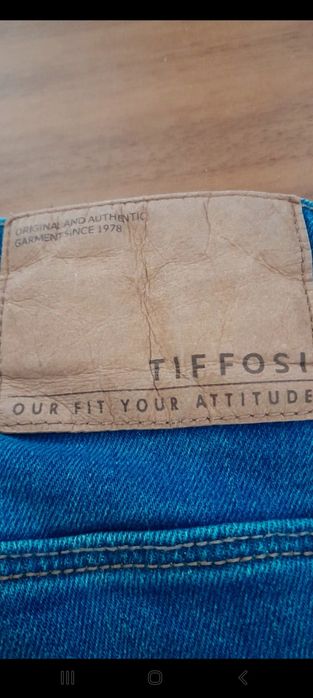 ORIGINAL AND AUTHENTIC
GARMENT SINCE 1978
TIFFOSI
OUR FIT YOUR ATTITUDE